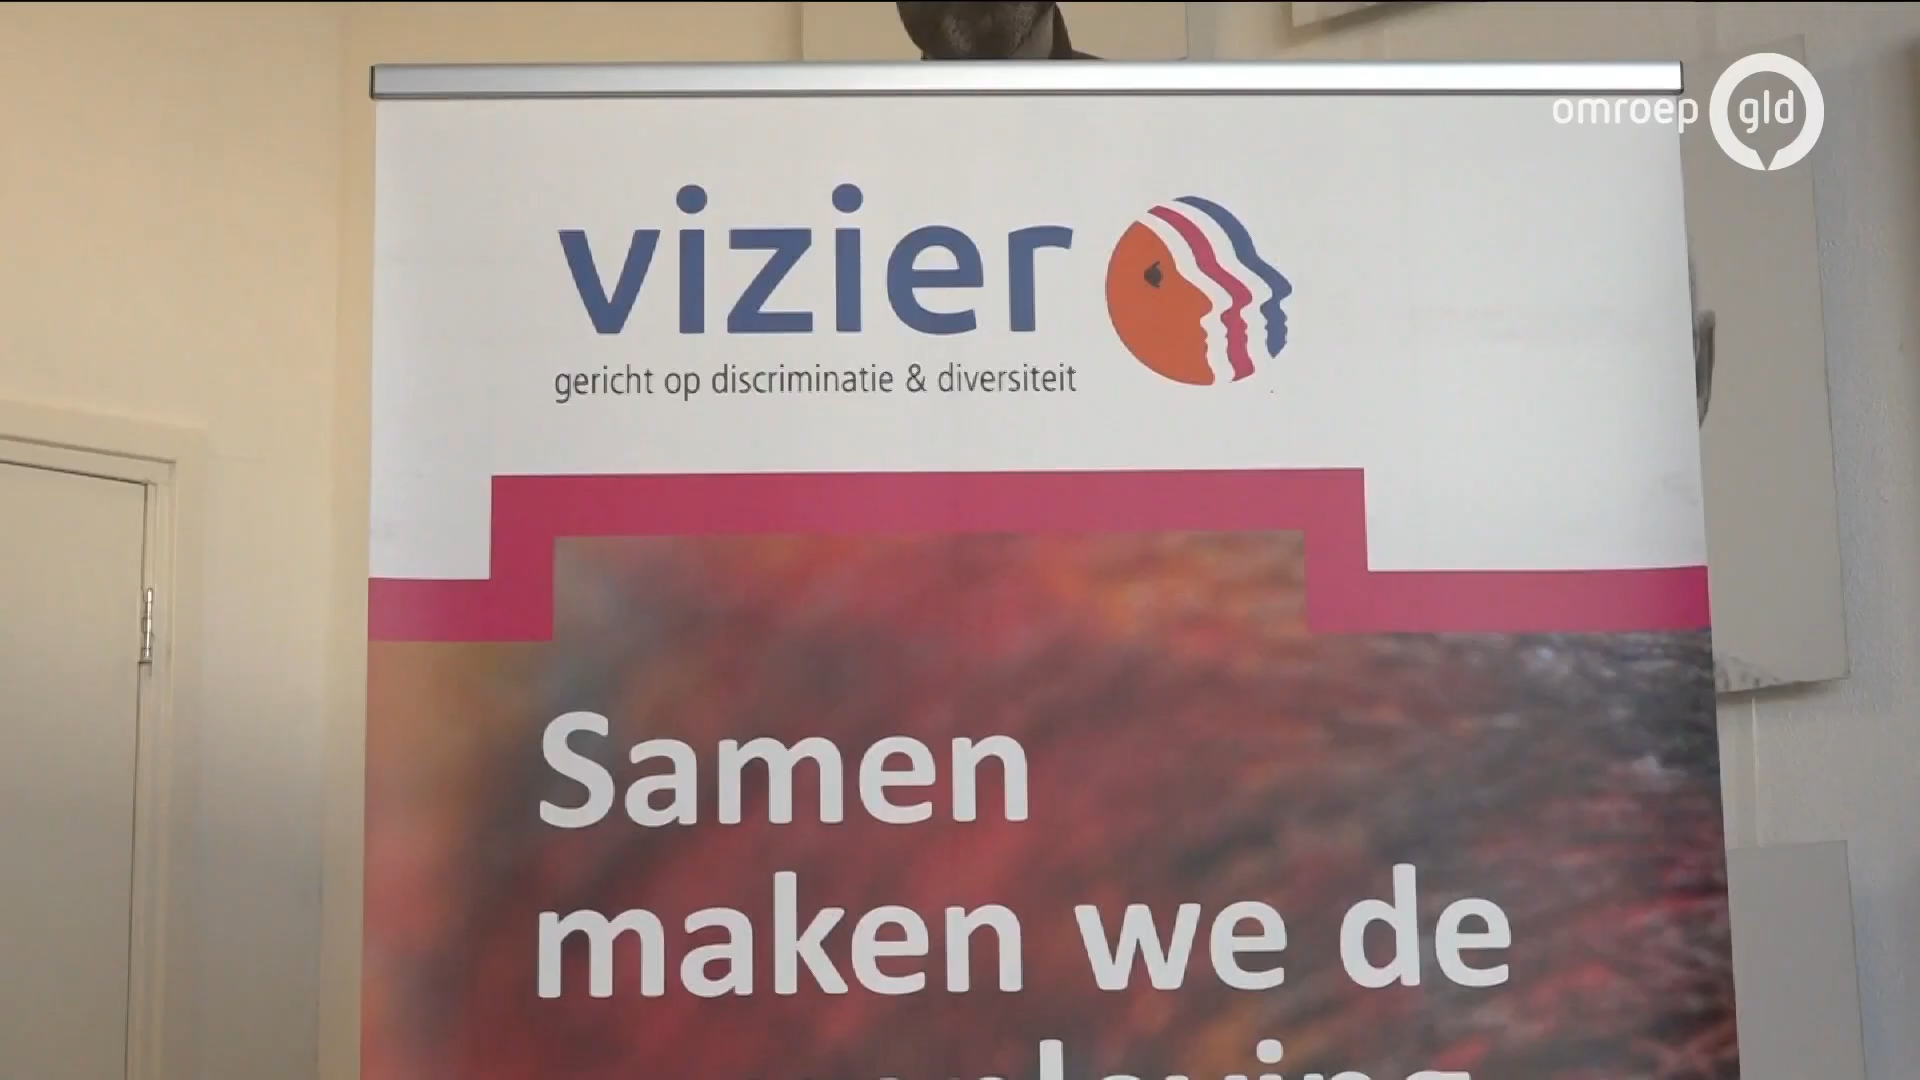 omroep gld
vizier
gericht op discriminatie & diversiteit
Samen
maken we de